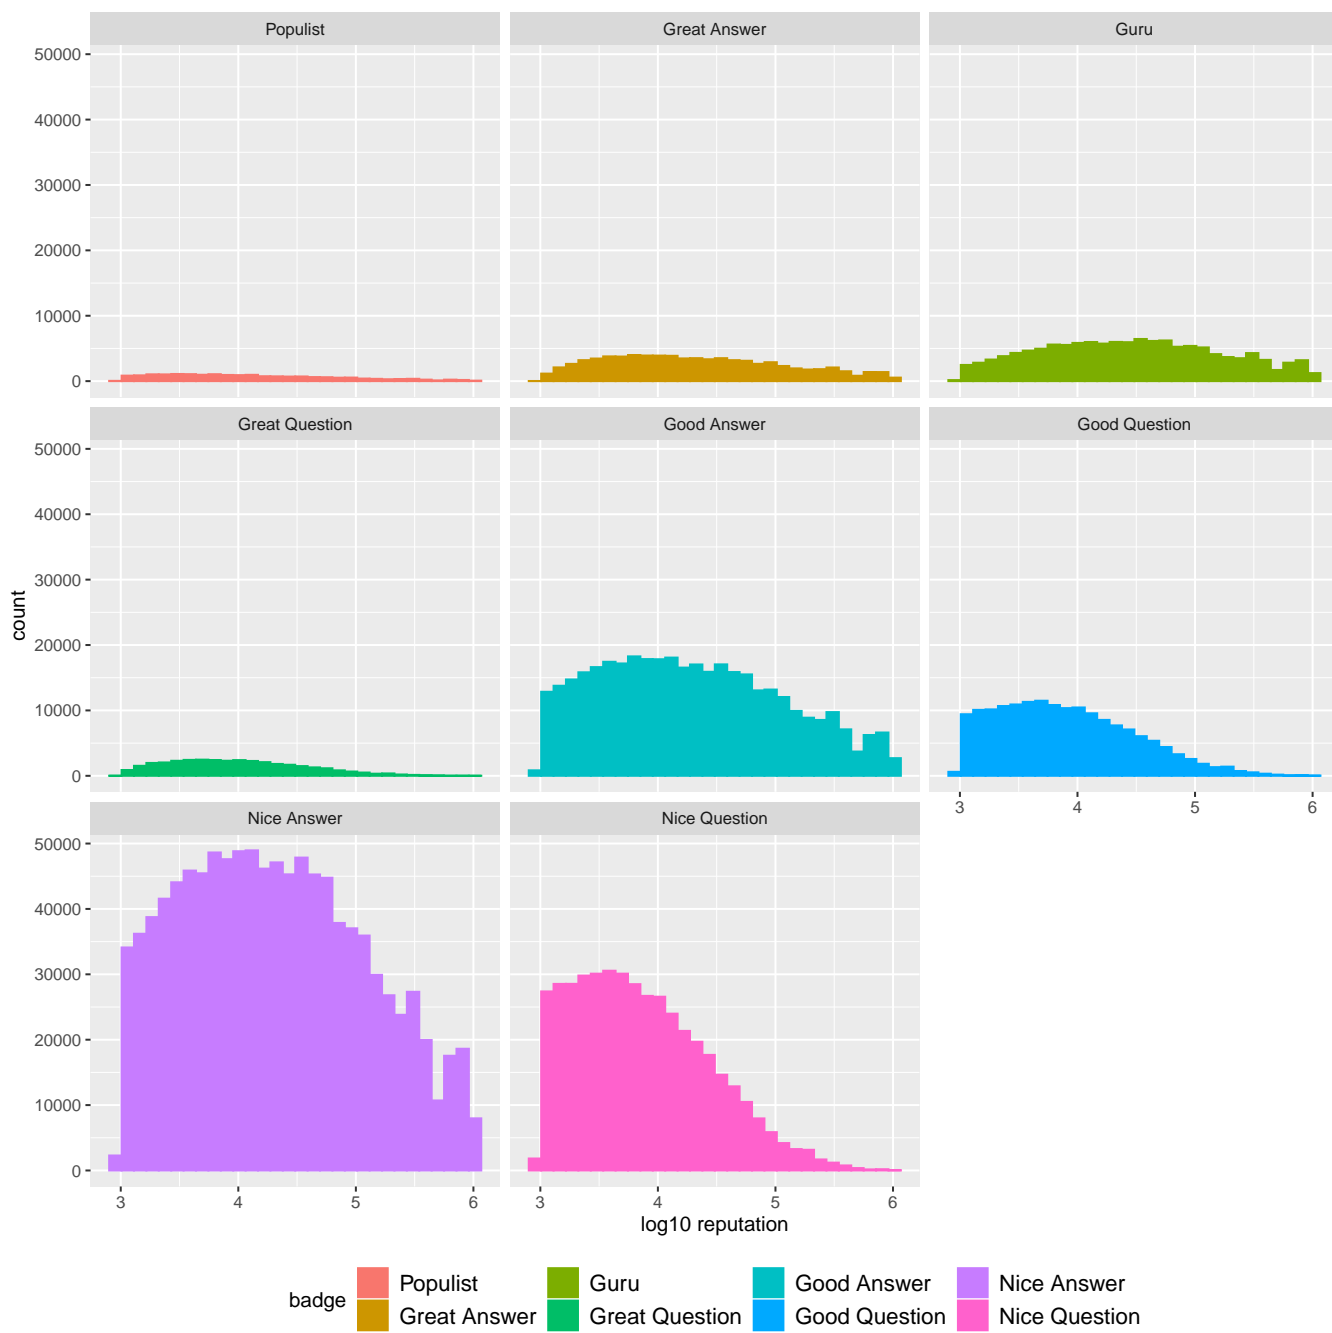 Populist
Great Answer
Guru
50000
40000
30000
20000
10000
0
Great Question
Good Answer
Good Question
50000
40000
30000
20000
10000
0
3 4 5 6
Nice Answer
Nice Question
50000
40000
30000
20000
10000
0
3 4 5 6
3 4 5 6
count
log10 reputation
badge
Populist
Guru
Good Answer
Nice Answer
Great Answer
Great Question
Good Question
Nice Question